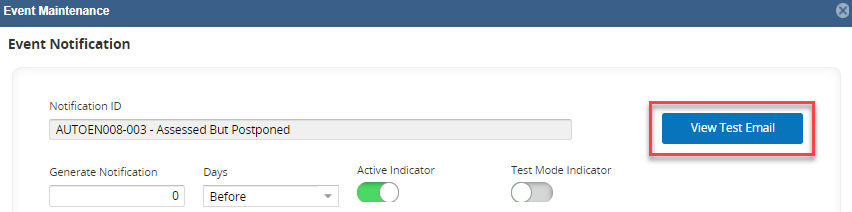 Event Maintenance
Event Notification
Notification ID
AUTOEN008-003 - Assessed But Postponed
View Test Email
Generate Notification Days Active Indicator Test Mode Indicator
0 Before